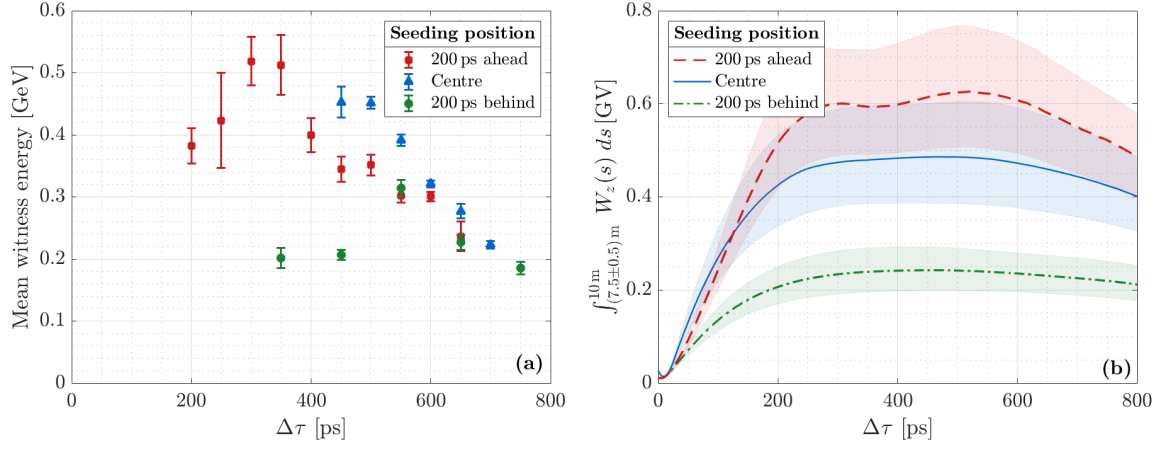 Mean witness energy [GeV]
0.6
0.5
0.4
0.3
0.2
0.1
0
Seeding position
200 ps ahead
Centre
200 ps behind
(a)
0 200 400 600 800
Δτ [ps]
∫_{(7.5±0.5) m}^{10 m} W_z(s) ds [GV]
0.8
0.6
0.4
0.2
0
Seeding position
200 ps ahead
Centre
200 ps behind
(b)
0 200 400 600 800
Δτ [ps]